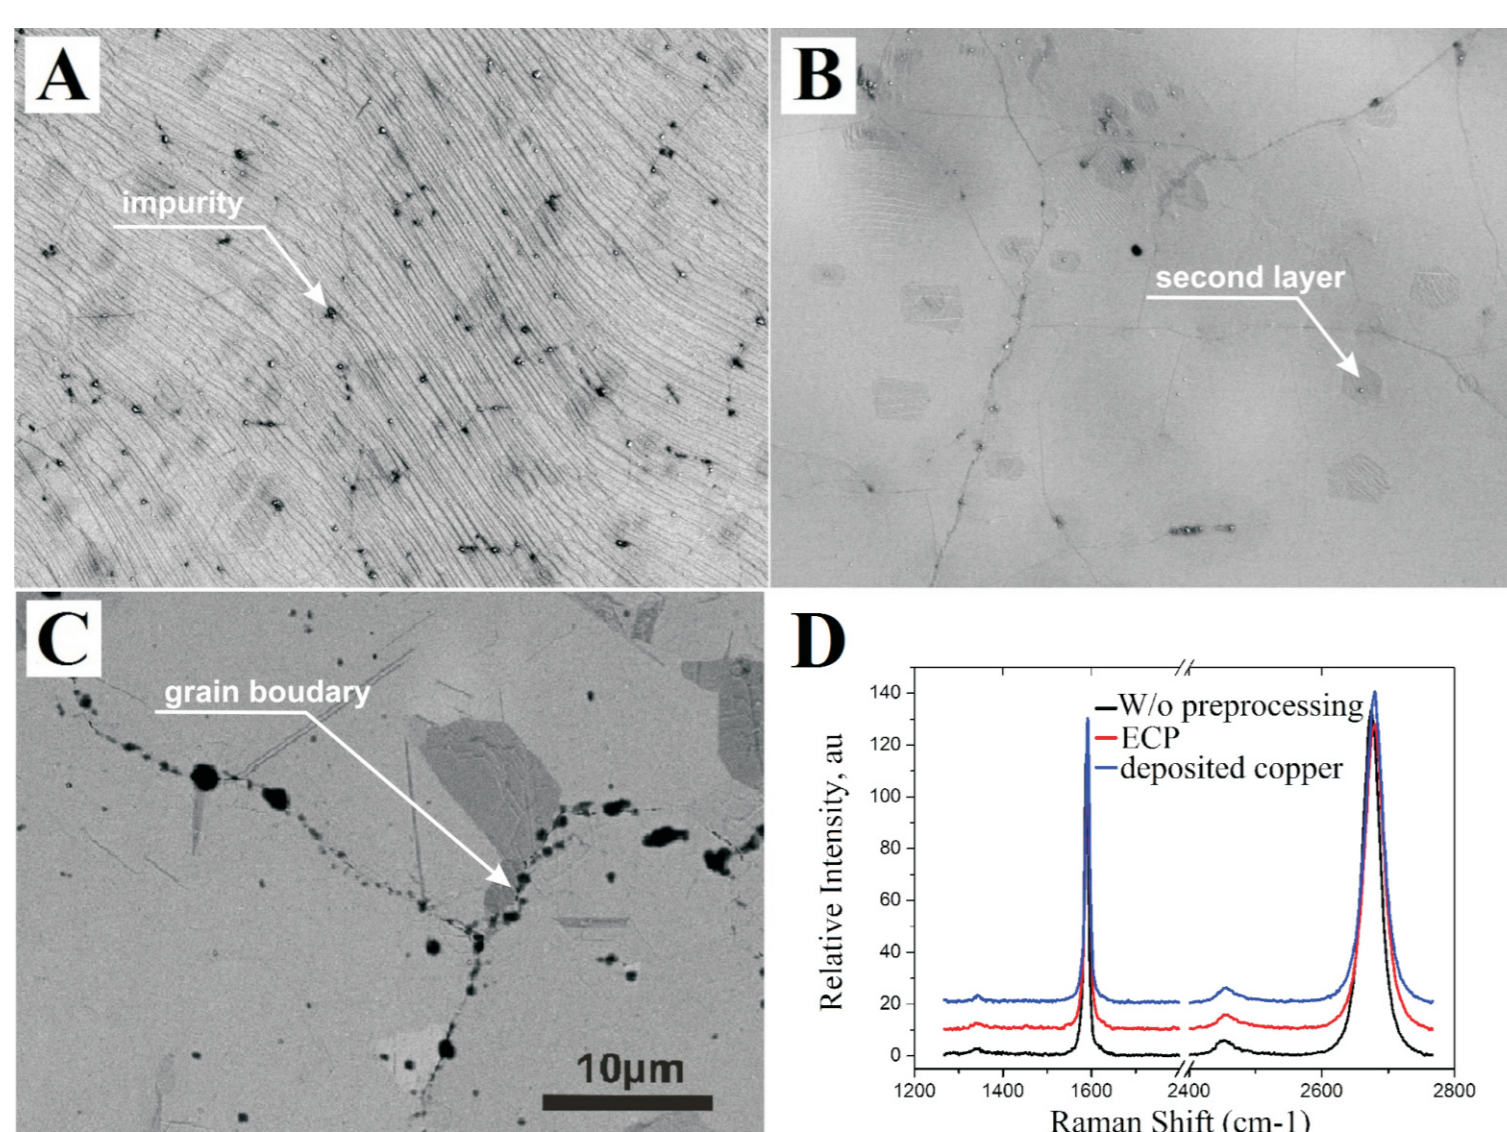 A
impurity
B
second layer
C
grain boudary
10μm
D
W/o preprocessing
ECP
deposited copper
Relative Intensity, au
140
120
100
80
60
40
20
0
1200
1400
1600
2400
2600
2800
Raman Shift (cm-1)